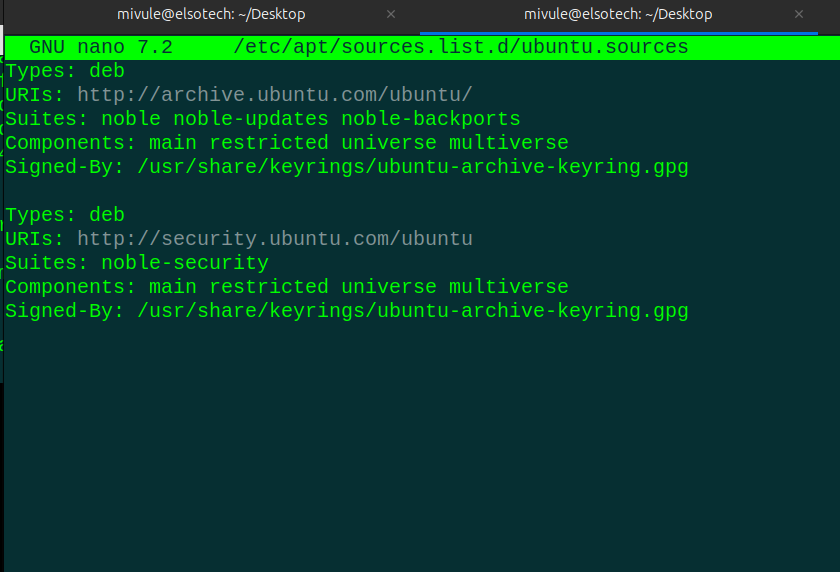 mivule@elsotech: ~/Desktop × mivule@elsotech: ~/Desktop ×
GNU nano 7.2 /etc/apt/sources.list.d/ubuntu.sources
Types: deb
URIs: http://archive.ubuntu.com/ubuntu/
Suites: noble noble-updates noble-backports
Components: main restricted universe multiverse
Signed-By: /usr/share/keyrings/ubuntu-archive-keyring.gpg
Types: deb
URIs: http://security.ubuntu.com/ubuntu
Suites: noble-security
Components: main restricted universe multiverse
Signed-By: /usr/share/keyrings/ubuntu-archive-keyring.gpg